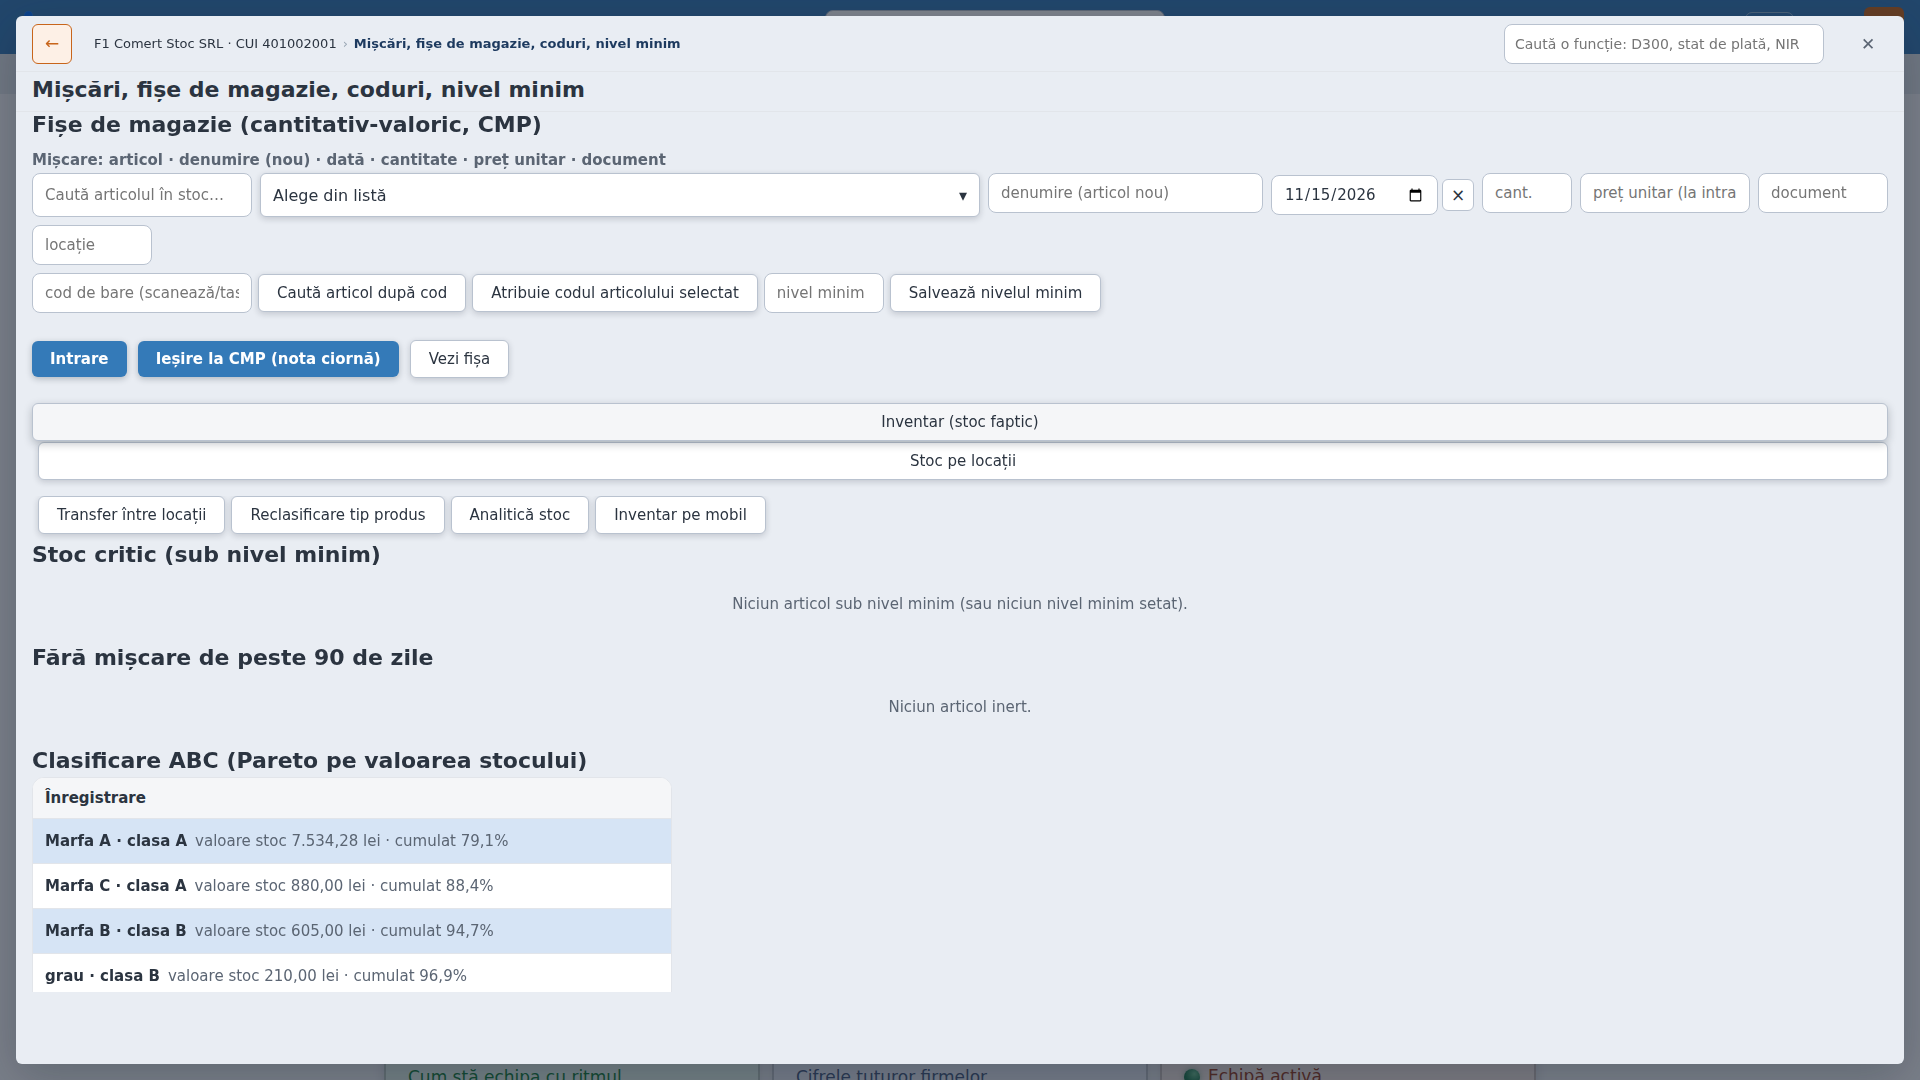 ← F1 Comert Stoc SRL · CUI 401002001 › Mișcări, fișe de magazie, coduri, nivel minim Caută o funcție: D300, stat de plată, NIR ✕
Mișcări, fișe de magazie, coduri, nivel minim
Fișe de magazie (cantitativ-valoric, CMP)
Mișcare: articol · denumire (nou) · dată · cantitate · preț unitar · document
Caută articolul în stoc... Alege din listă ▾ denumire (articol nou) 11/15/2026 ✕ cant. preț unitar (la intra document
locație
cod de bare (scanează/tas Caută articol după cod Atribuie codul articolului selectat nivel minim Salvează nivelul minim
Intrare Ieșire la CMP (nota ciornă) Vezi fișa
Inventar (stoc faptic)
Stoc pe locații
Transfer între locații Reclasificare tip produs Analitică stoc Inventar pe mobil
Stoc critic (sub nivel minim)
Niciun articol sub nivel minim (sau niciun nivel minim setat).
Fără mișcare de peste 90 de zile
Niciun articol inert.
Clasificare ABC (Pareto pe valoarea stocului)
Înregistrare
Marfa A · clasa A valoare stoc 7.534,28 lei · cumulat 79,1%
Marfa C · clasa A valoare stoc 880,00 lei · cumulat 88,4%
Marfa B · clasa B valoare stoc 605,00 lei · cumulat 94,7%
grau · clasa B valoare stoc 210,00 lei · cumulat 96,9%
Cum stă echipa cu ritmul Cifrele tuturor firmelor Echipă activă